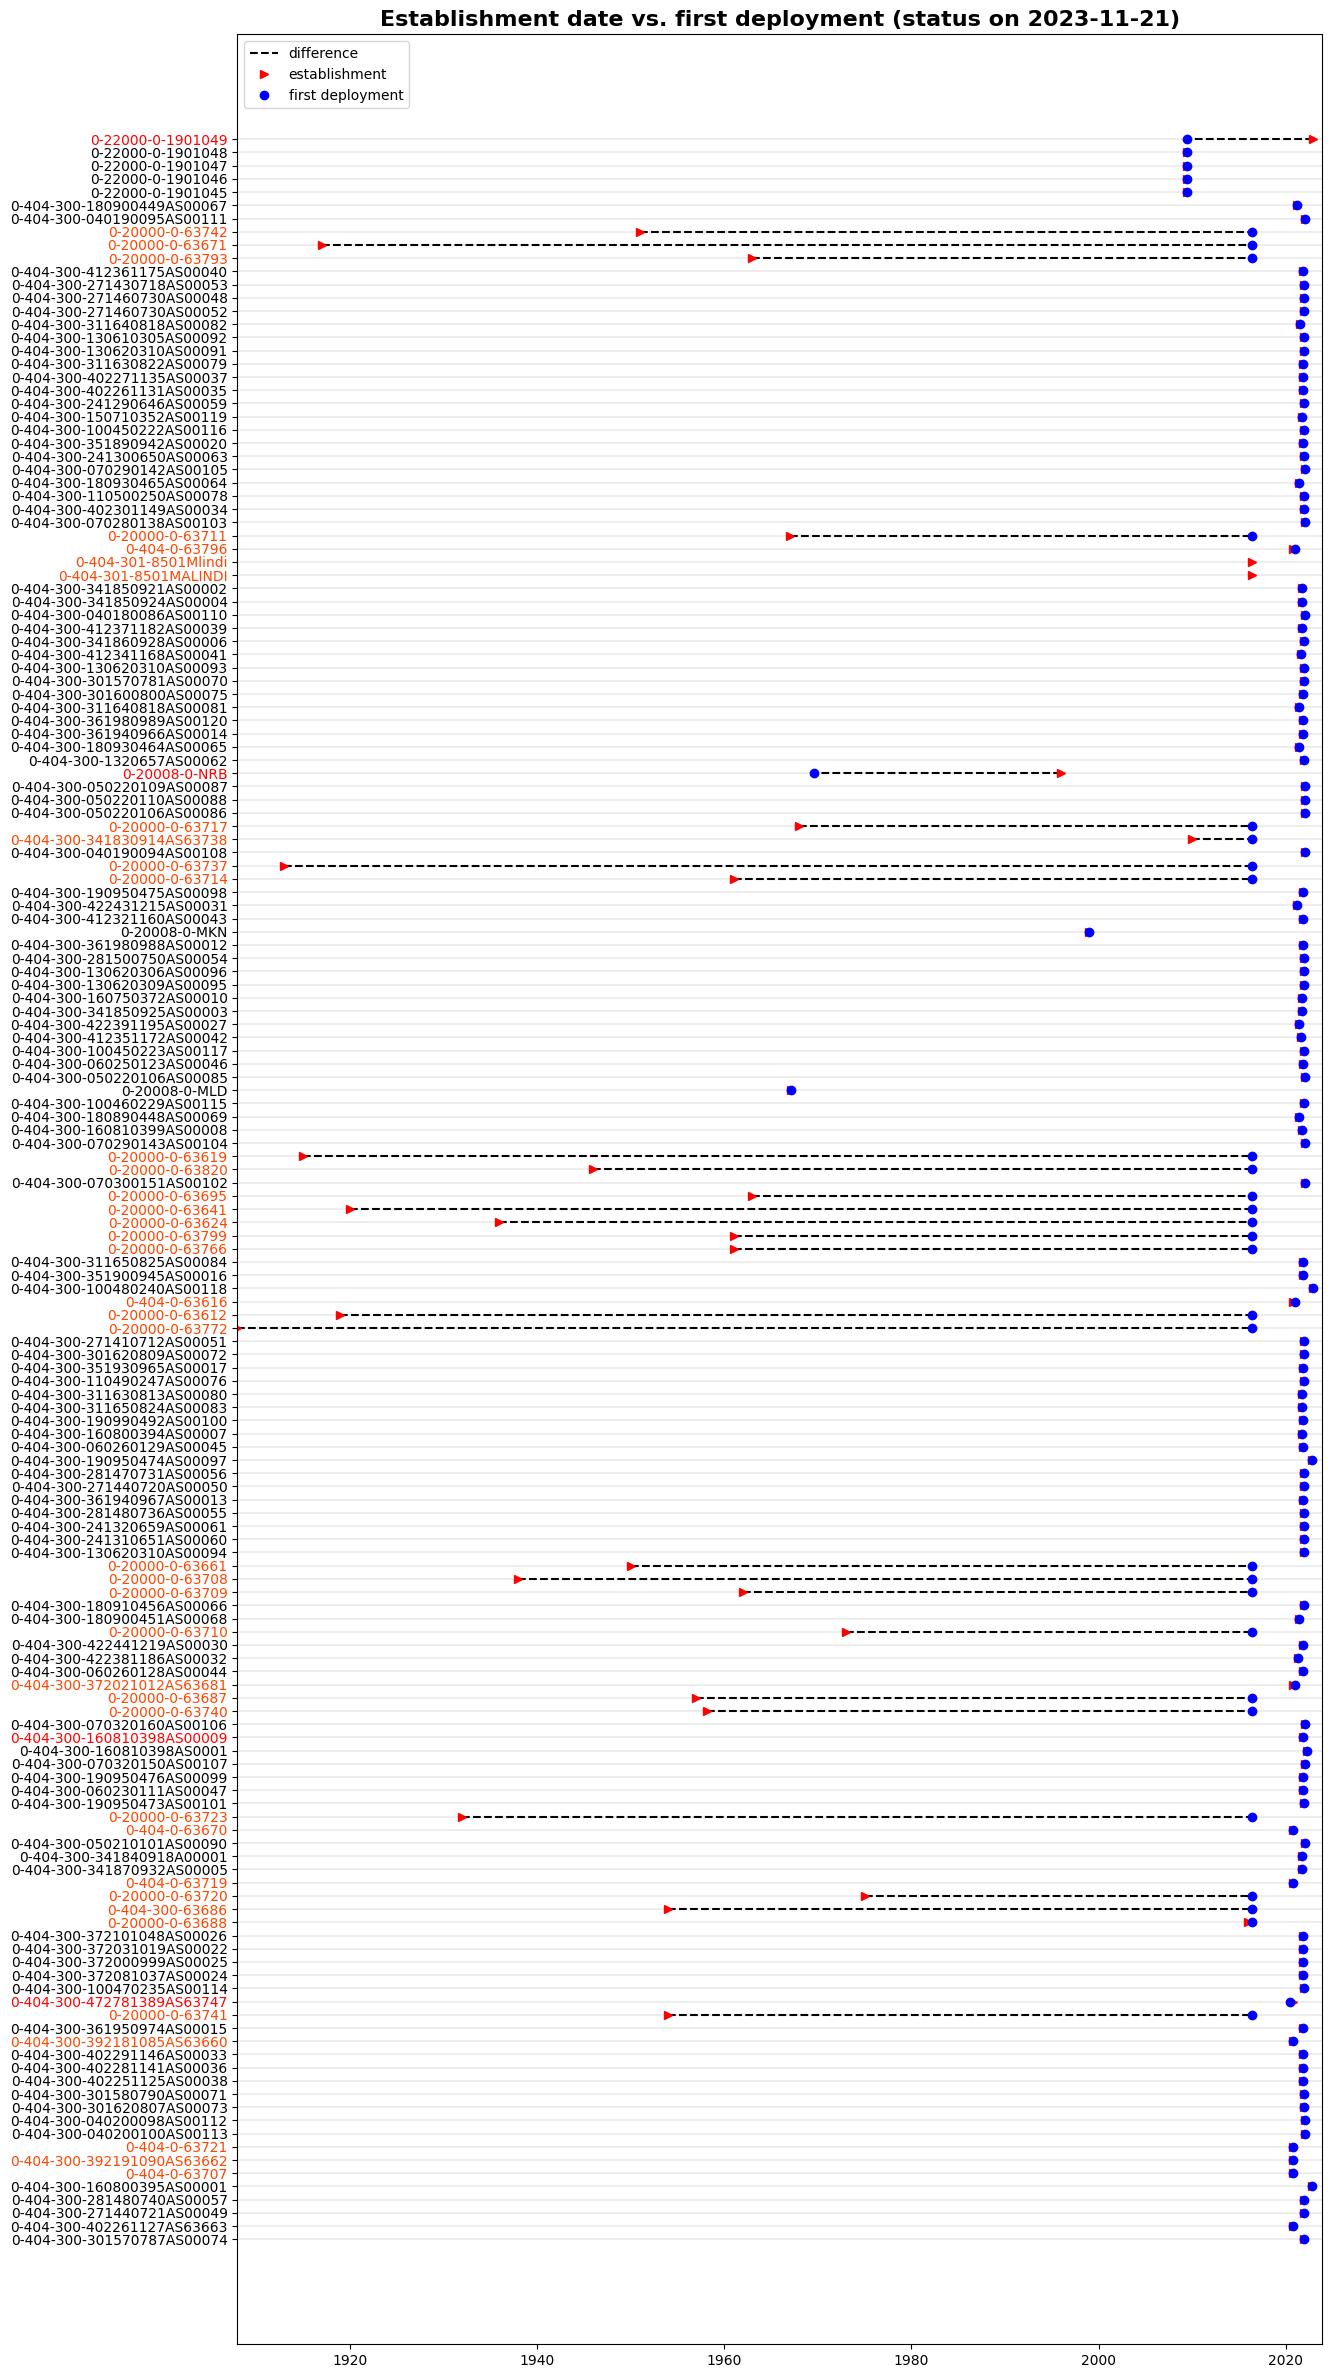 Establishment date vs. first deployment (status on 2023-11-21)
difference
establishment
first deployment
0-22000-0-1901049
0-22000-0-1901048
0-22000-0-1901047
0-22000-0-1901046
0-22000-0-1901045
0-404-300-180900449AS00067
0-404-300-040190095AS00111
0-20000-0-63742
0-20000-0-63671
0-20000-0-63793
0-404-300-412361175AS00040
0-404-300-271430718AS00053
0-404-300-271460730AS00048
0-404-300-271460730AS00052
0-404-300-311640818AS00082
0-404-300-130610305AS00092
0-404-300-130620310AS00091
0-404-300-311630822AS00079
0-404-300-402271135AS00037
0-404-300-402261131AS00035
0-404-300-241290646AS00059
0-404-300-150710352AS00119
0-404-300-100450222AS00116
0-404-300-351890942AS00020
0-404-300-241300650AS00063
0-404-300-070290142AS00105
0-404-300-180930465AS00064
0-404-300-110500250AS00078
0-404-300-402301149AS00034
0-404-300-070280138AS00103
0-20000-0-63711
0-404-0-63796
0-404-301-8501Mlindi
0-404-301-8501MALINDI
0-404-300-341850921AS00002
0-404-300-341850924AS00004
0-404-300-040180086AS00110
0-404-300-412371182AS00039
0-404-300-341860928AS00006
0-404-300-412341168AS00041
0-404-300-130620310AS00093
0-404-300-301570781AS00070
0-404-300-301600800AS00075
0-404-300-311640818AS00081
0-404-300-361980989AS00120
0-404-300-361940966AS00014
0-404-300-180930464AS00065
0-404-300-1320657AS00062
0-20008-0-NRB
0-404-300-050220109AS00087
0-404-300-050220110AS00088
0-404-300-050220106AS00086
0-20000-0-63717
0-404-300-341830914AS63738
0-404-300-040190094AS00108
0-20000-0-63737
0-20000-0-63714
0-404-300-190950475AS00098
0-404-300-422431215AS00031
0-404-300-412321160AS00043
0-20008-0-MKN
0-404-300-361980988AS00012
0-404-300-281500750AS00054
0-404-300-130620306AS00096
0-404-300-130620309AS00095
0-404-300-160750372AS00010
0-404-300-341850925AS00003
0-404-300-422391195AS00027
0-404-300-412351172AS00042
0-404-300-100450223AS00117
0-404-300-060250123AS00046
0-404-300-050220106AS00085
0-20008-0-MLD
0-404-300-100460229AS00115
0-404-300-180890448AS00069
0-404-300-160810399AS00008
0-404-300-070290143AS00104
0-20000-0-63619
0-20000-0-63820
0-404-300-070300151AS00102
0-20000-0-63695
0-20000-0-63641
0-20000-0-63624
0-20000-0-63799
0-20000-0-63766
0-404-300-311650825AS00084
0-404-300-351900945AS00016
0-404-300-100480240AS00118
0-404-0-63616
0-20000-0-63612
0-20000-0-63772
0-404-300-271410712AS00051
0-404-300-301620809AS00072
0-404-300-351930965AS00017
0-404-300-110490247AS00076
0-404-300-311630813AS00080
0-404-300-311650824AS00083
0-404-300-190990492AS00100
0-404-300-160800394AS00007
0-404-300-060260129AS00045
0-404-300-190950474AS00097
0-404-300-281470731AS00056
0-404-300-271440720AS00050
0-404-300-361940967AS00013
0-404-300-281480736AS00055
0-404-300-241320659AS00061
0-404-300-241310651AS00060
0-404-300-130620310AS00094
0-20000-0-63661
0-20000-0-63708
0-20000-0-63709
0-404-300-180910456AS00066
0-404-300-180900451AS00068
0-20000-0-63710
0-404-300-422441219AS00030
0-404-300-422381186AS00032
0-404-300-060260128AS00044
0-404-300-372021012AS63681
0-20000-0-63687
0-20000-0-63740
0-404-300-070320160AS00106
0-404-300-160810398AS00009
0-404-300-160810398AS0001
0-404-300-070320150AS00107
0-404-300-190950476AS00099
0-404-300-060230111AS00047
0-404-300-190950473AS00101
0-20000-0-63723
0-404-0-63670
0-404-300-050210101AS00090
0-404-300-341840918A00001
0-404-300-341870932AS00005
0-404-0-63719
0-20000-0-63720
0-404-300-63686
0-20000-0-63688
0-404-300-372101048AS00026
0-404-300-372031019AS00022
0-404-300-372000999AS00025
0-404-300-372081037AS00024
0-404-300-100470235AS00114
0-404-300-472781389AS63747
0-20000-0-63741
0-404-300-361950974AS00015
0-404-300-392181085AS63660
0-404-300-402291146AS00033
0-404-300-402281141AS00036
0-404-300-402251125AS00038
0-404-300-301580790AS00071
0-404-300-301620807AS00073
0-404-300-040200098AS00112
0-404-300-040200100AS00113
0-404-0-63721
0-404-300-392191090AS63662
0-404-0-63707
0-404-300-160800395AS00001
0-404-300-281480740AS00057
0-404-300-271440721AS00049
0-404-300-402261127AS63663
0-404-300-301570787AS00074
1920 1940 1960 1980 2000 2020